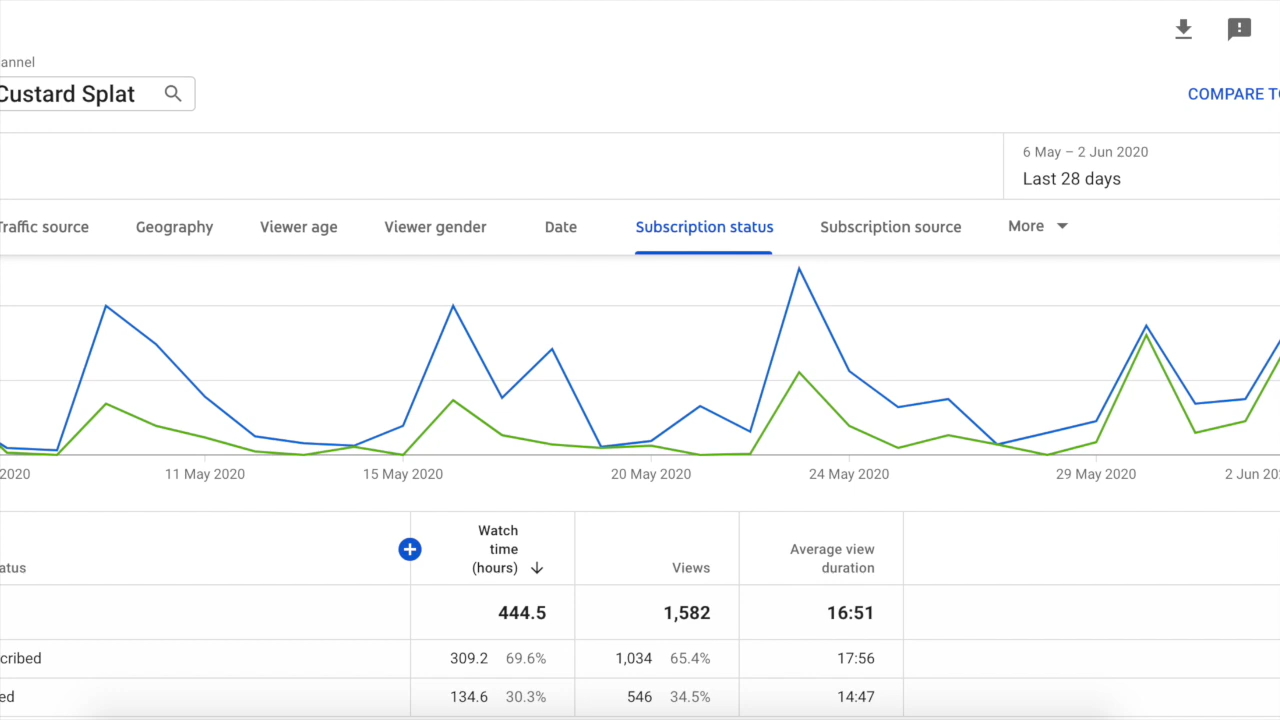 annel
Custard Splat
COMPARE TO
6 May – 2 Jun 2020
Last 28 days
Traffic source Geography Viewer age Viewer gender Date Subscription status Subscription source More
2020 11 May 2020 15 May 2020 20 May 2020 24 May 2020 29 May 2020 2 Jun 20
Watch
time
(hours)
atus Views
Average view
duration
444.5 1,582 16:51
cribed 309.2 69.6% 1,034 65.4% 17:56
ed 134.6 30.3% 546 34.5% 14:47